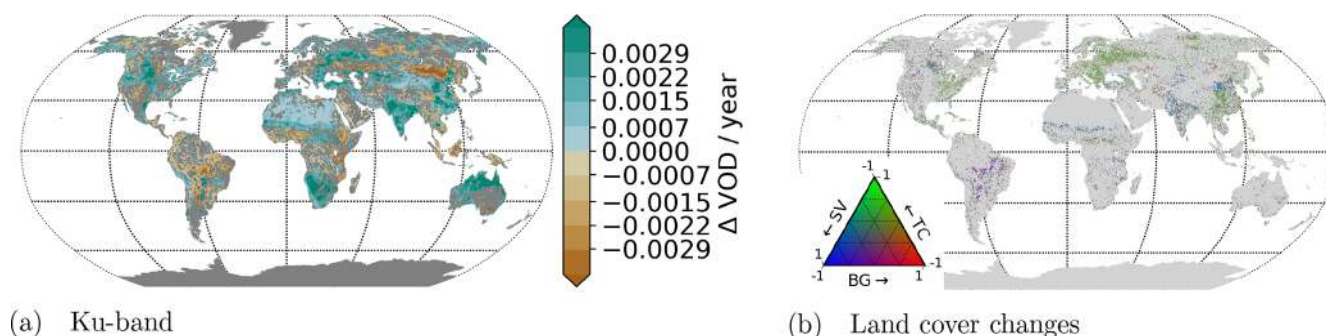 0.0029
0.0022
0.0015
0.0007
0.0000
−0.0007
−0.0015
−0.0022
−0.0029
Δ VOD / year
-1
-1
← SV
← TC
1
-1
-1
1
BG →
(a) Ku-band
(b) Land cover changes